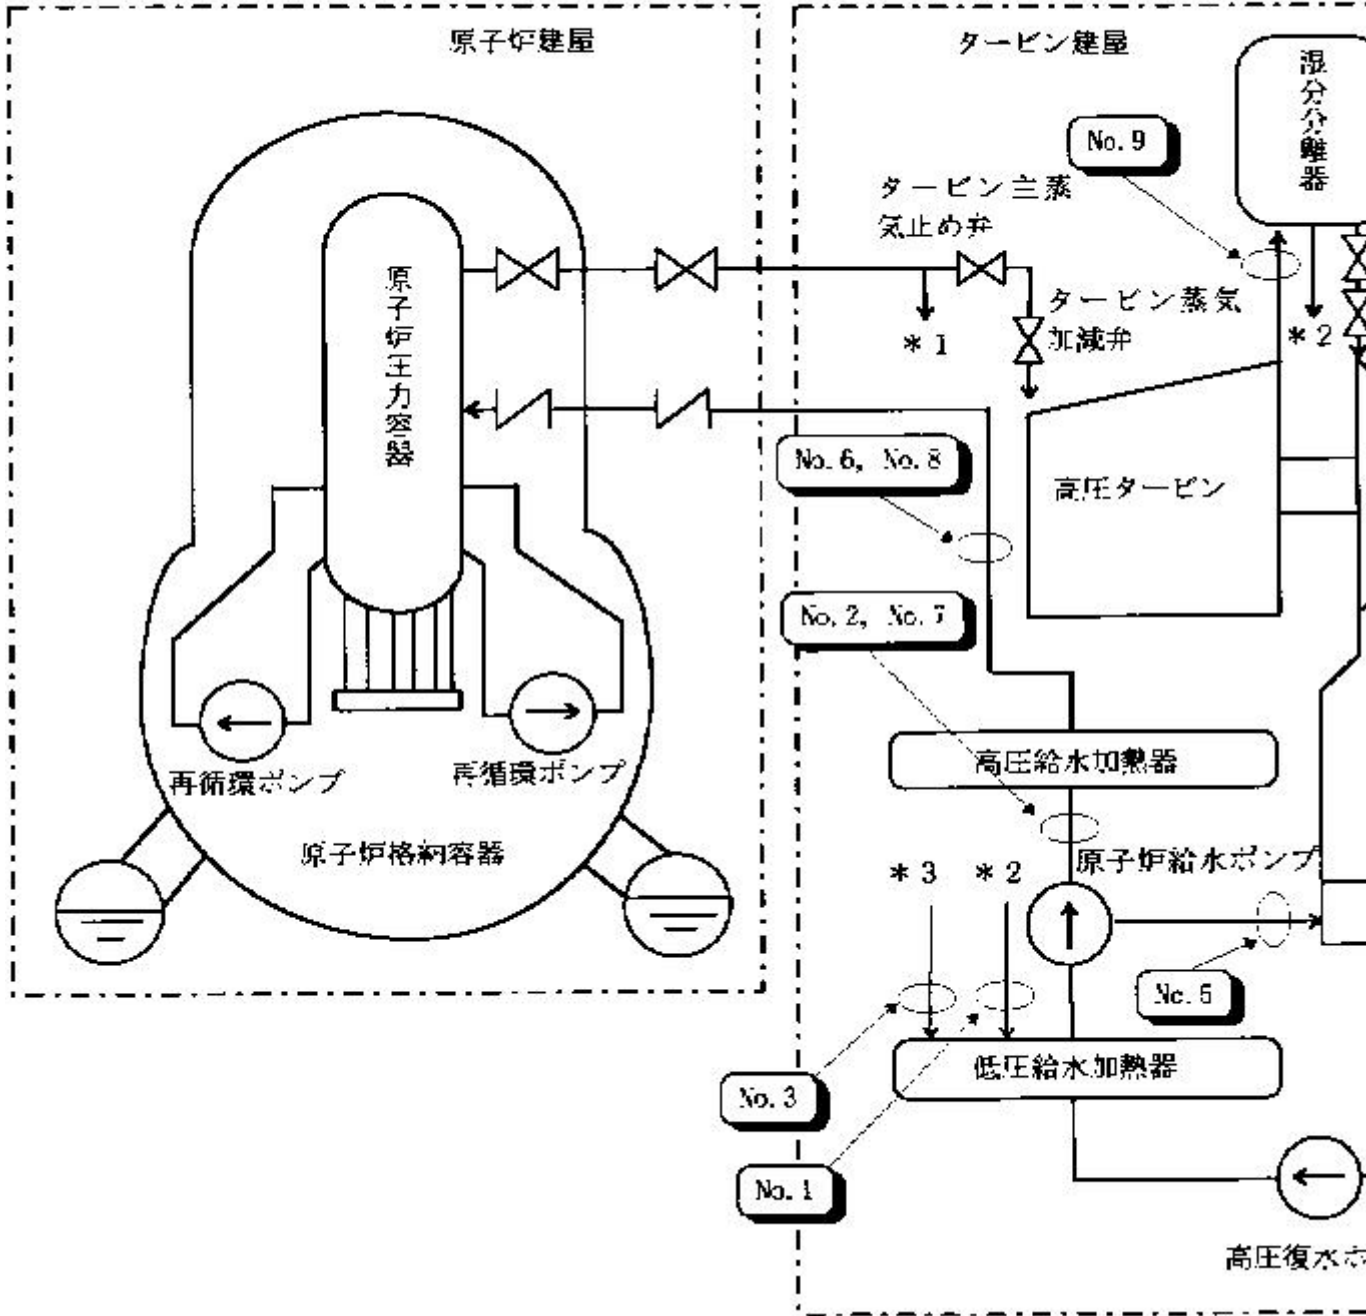 原子炉建屋
タービン建屋
湿分分離器
No. 9
タービン主蒸
気止め弁
原子炉圧力容器
タービン蒸気
加減弁
*1
*2
No. 6, No. 8
高圧タービン
No. 2, No. 7
再循環ポンプ
再循環ポンプ
高圧給水加熱器
原子炉格納容器
原子炉給水ポンプ
*3
*2
No. 5
低圧給水加熱器
No. 3
No. 1
高圧復水ポ